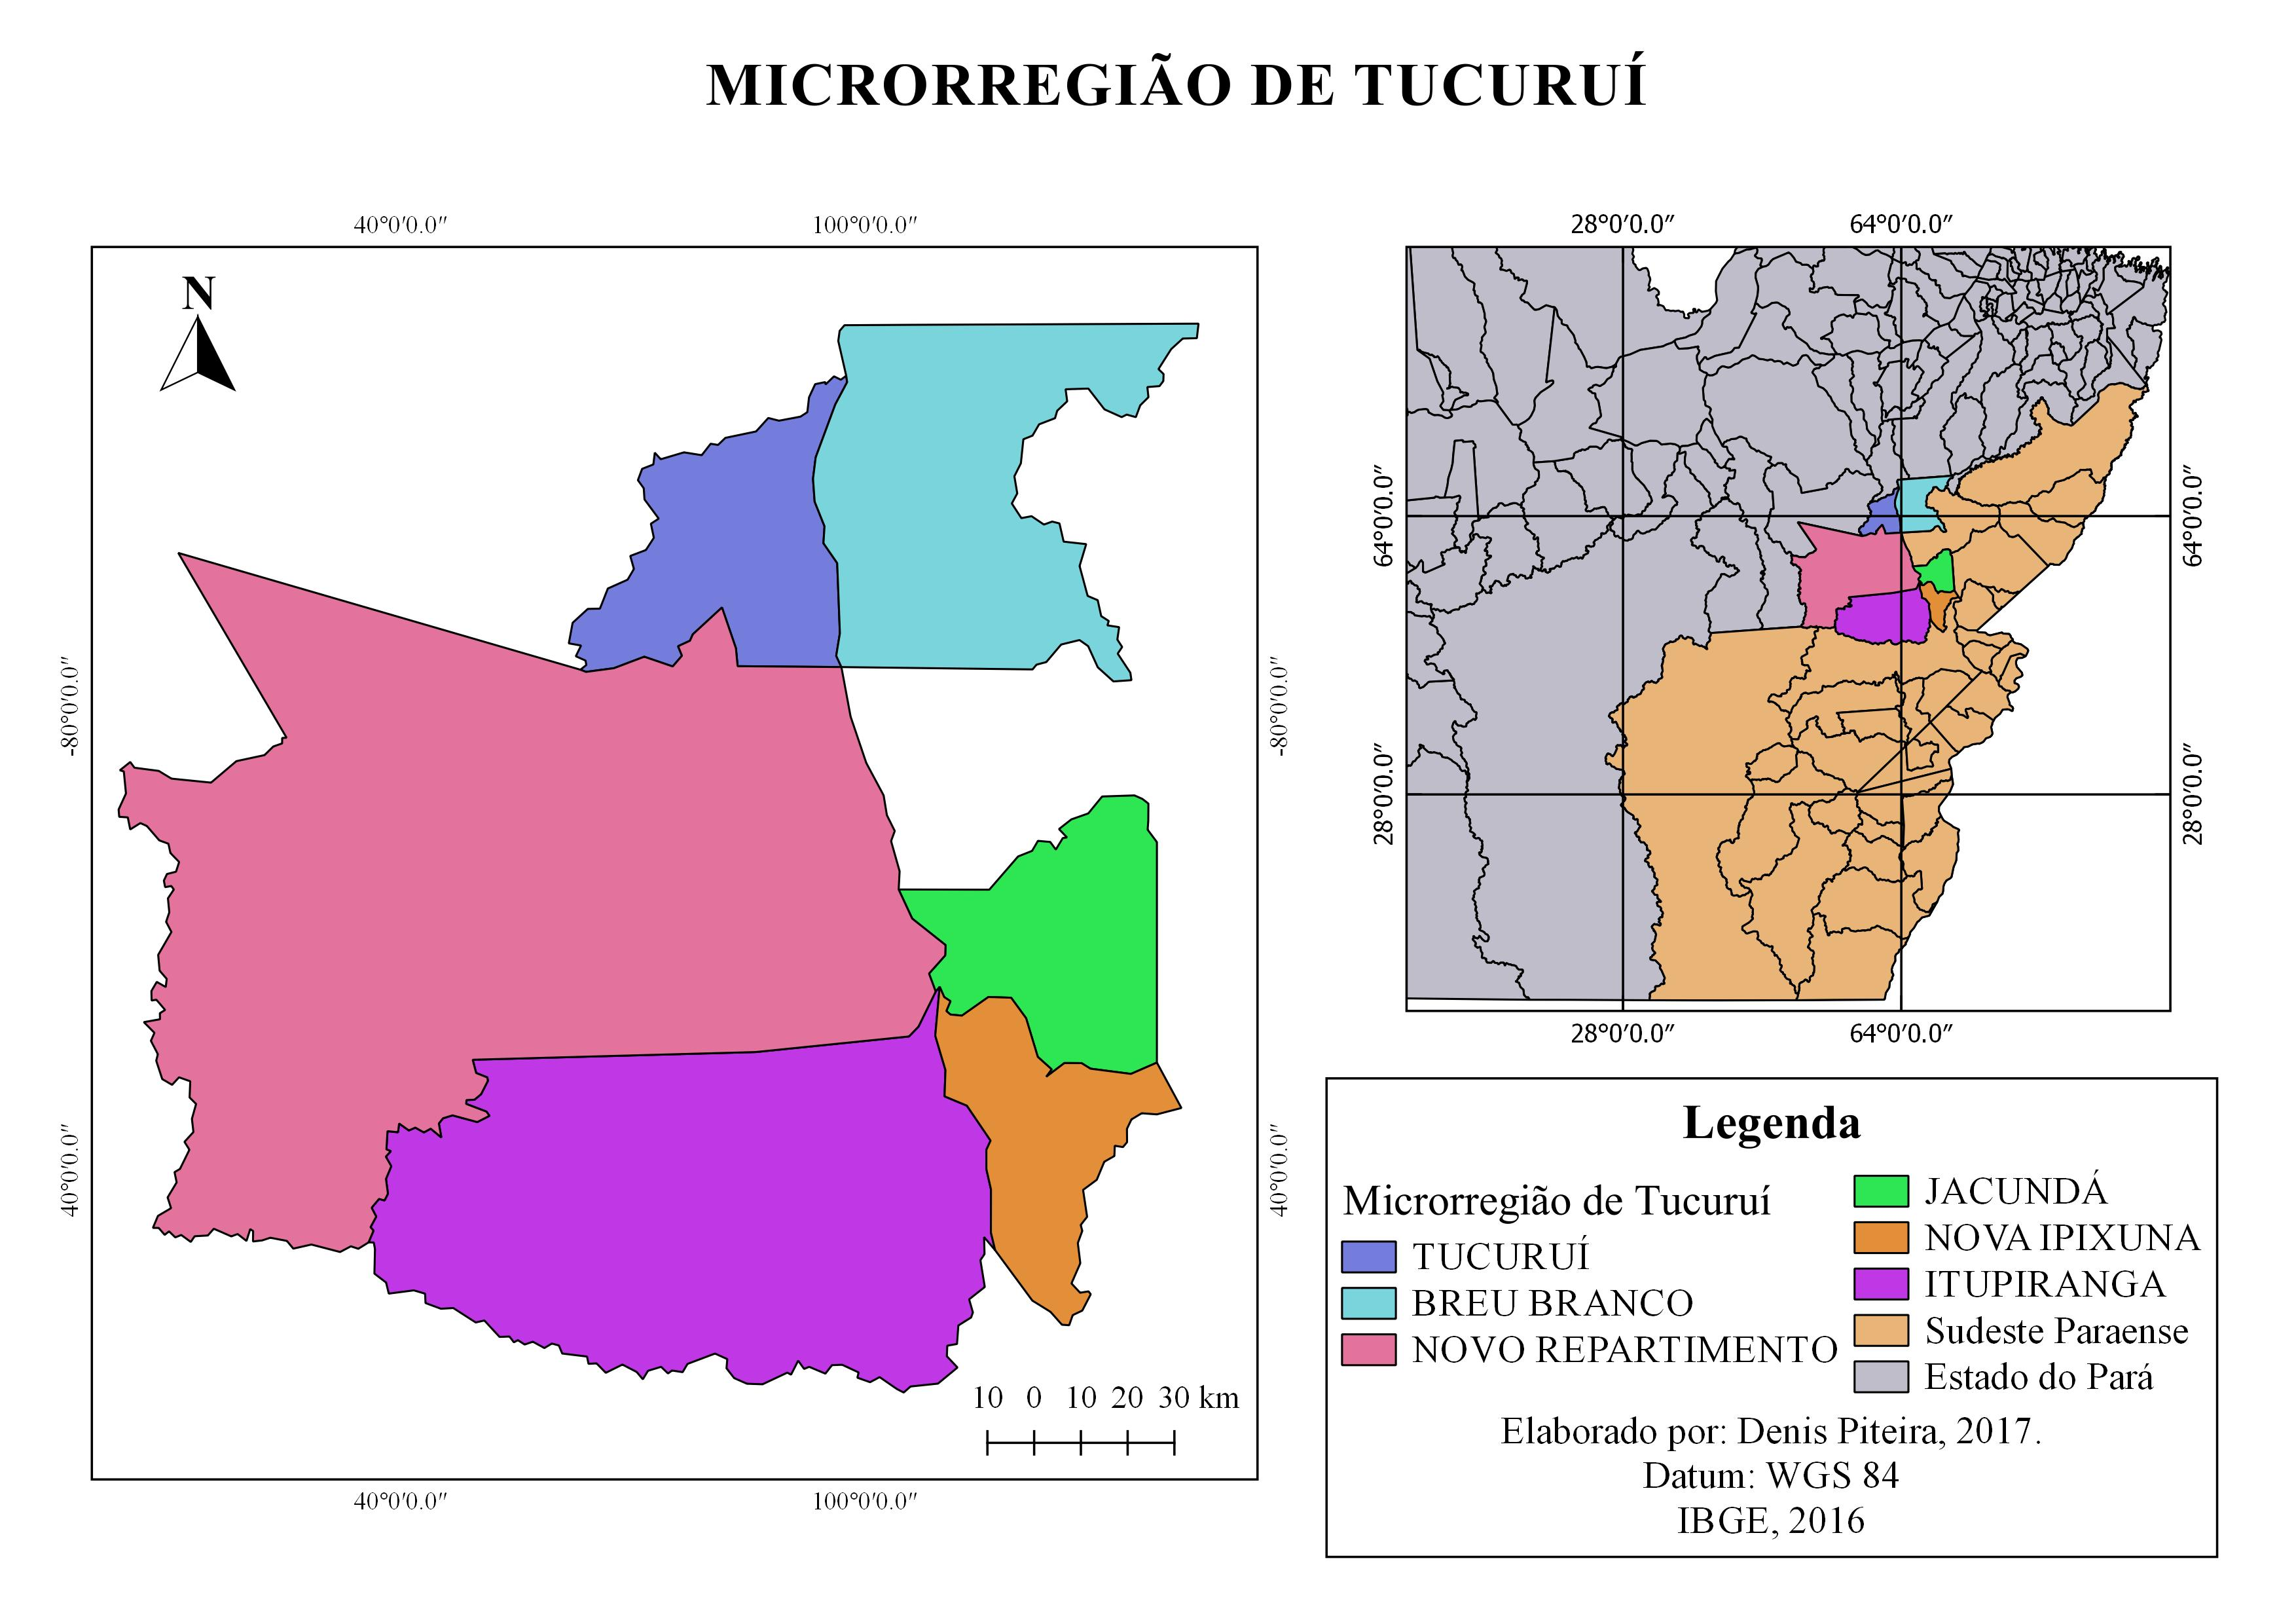 MICRORREGIÃO DE TUCURUÍ
40°0′0.0″ 100°0′0.0″
N
-80°0′0.0″
40°0′0.0″
-80°0′0.0″
40°0′0.0″
10 0 10 20 30 km
40°0′0.0″ 100°0′0.0″
28°0′0.0″ 64°0′0.0″
64°0′0.0″
28°0′0.0″
64°0′0.0″
28°0′0.0″
28°0′0.0″ 64°0′0.0″
Legenda
Microrregião de Tucuruí
TUCURUÍ
BREU BRANCO
NOVO REPARTIMENTO
JACUNDÁ
NOVA IPIXUNA
ITUPIRANGA
Sudeste Paraense
Estado do Pará
Elaborado por: Denis Piteira, 2017.
Datum: WGS 84
IBGE, 2016